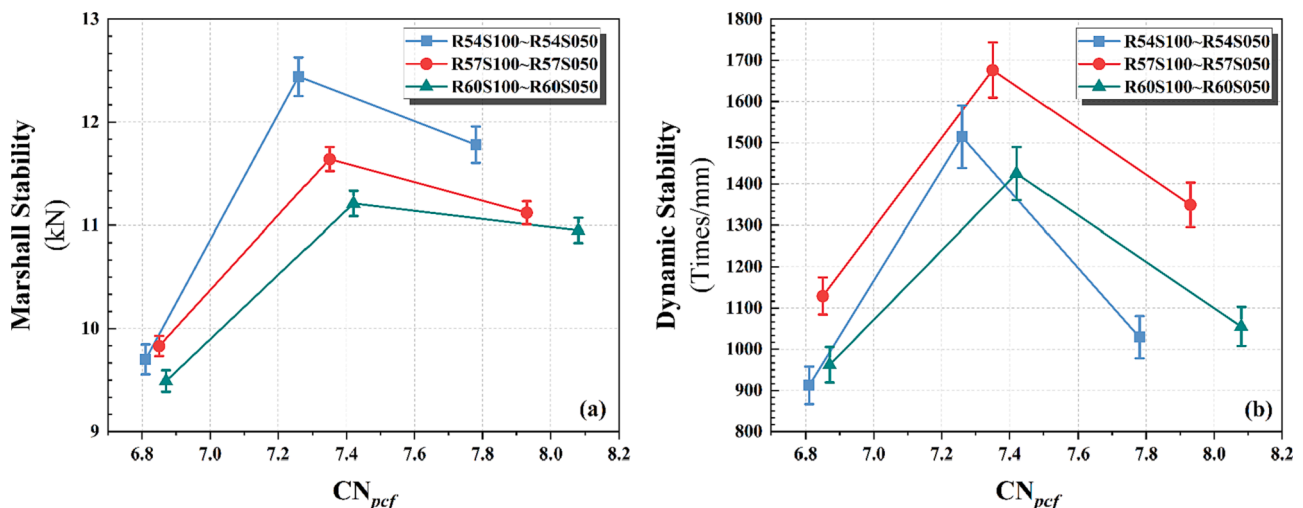 Marshall Stability
(kN)
13
12
11
10
9
R54S100~R54S050
R57S100~R57S050
R60S100~R60S050
(a)
6.8 7.0 7.2 7.4 7.6 7.8 8.0 8.2
CNpcf
Dynamic Stability
(Times/mm)
1800
1700
1600
1500
1400
1300
1200
1100
1000
900
800
R54S100~R54S050
R57S100~R57S050
R60S100~R60S050
(b)
6.8 7.0 7.2 7.4 7.6 7.8 8.0 8.2
CNpcf